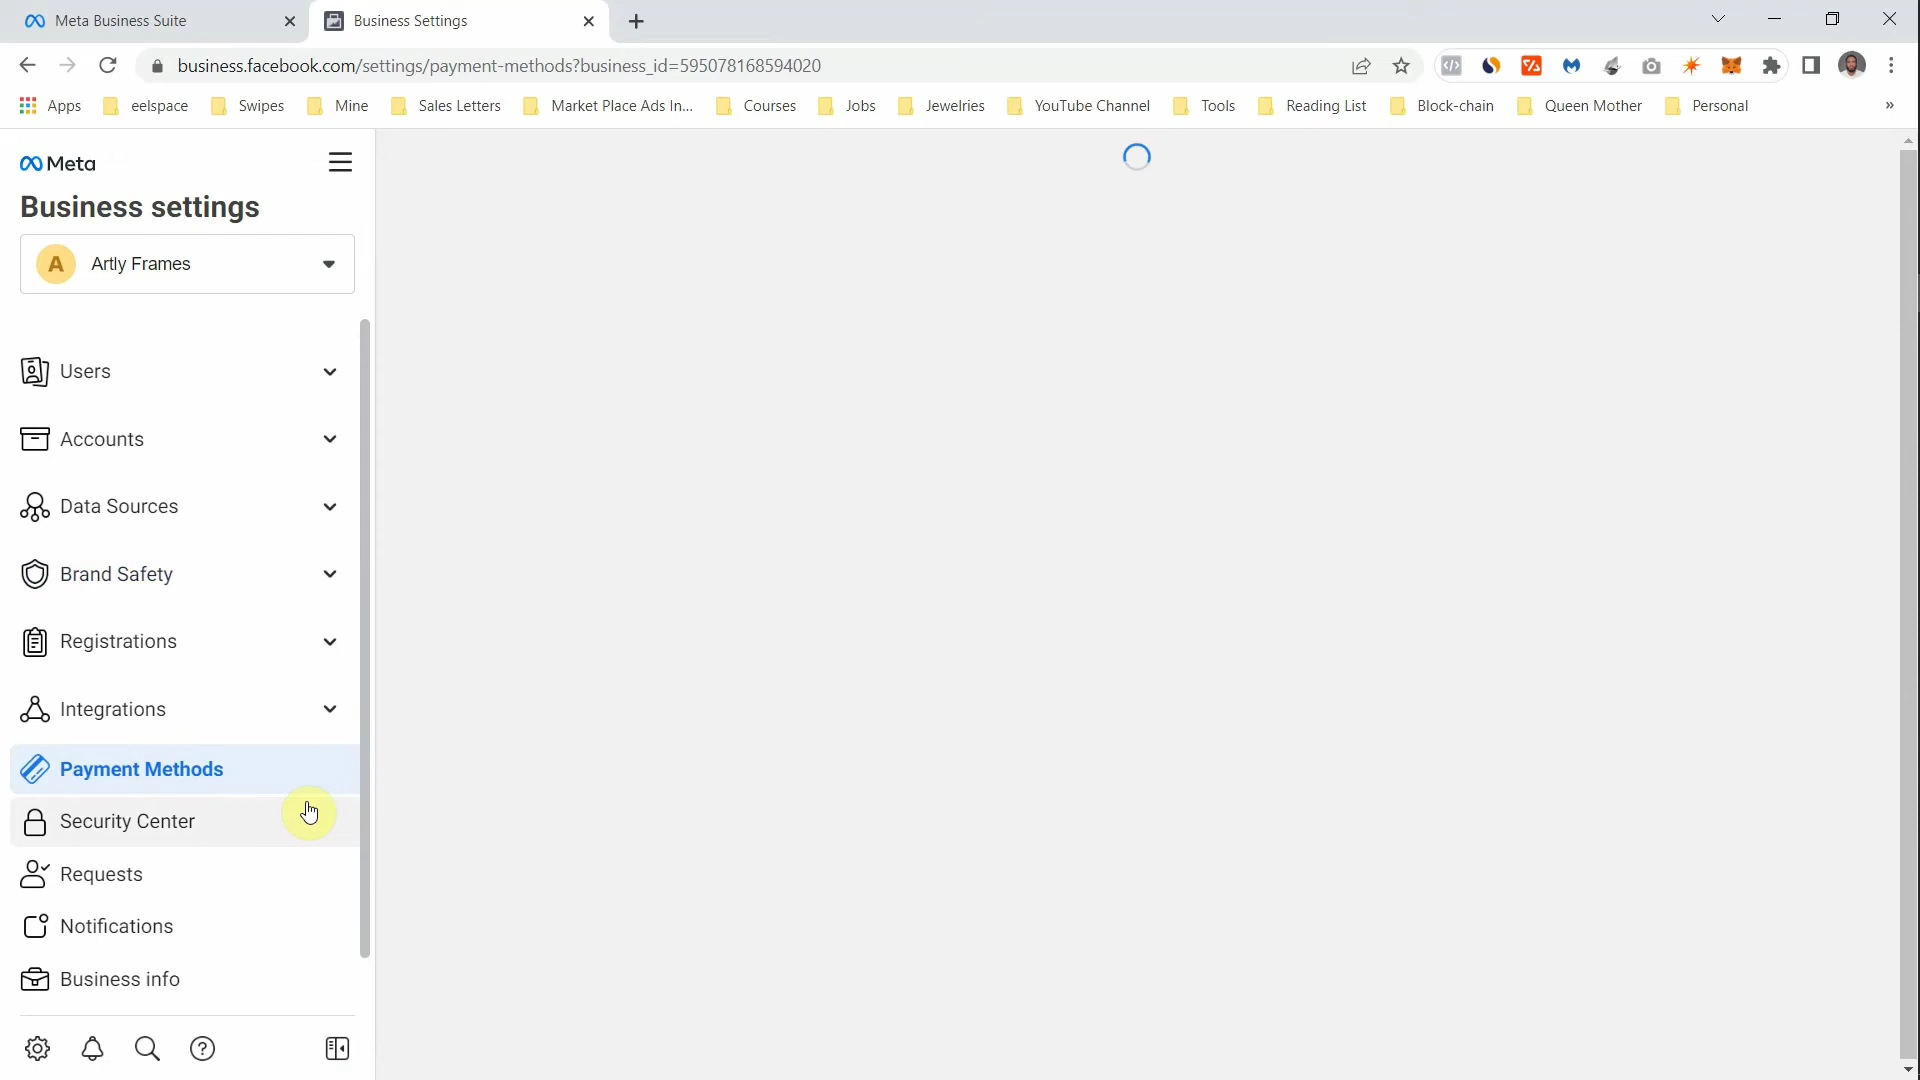 Meta Business Suite
Business Settings
business.facebook.com/settings/payment-methods?business_id=595078168594020
Apps eelspace Swipes Mine Sales Letters Market Place Ads In... Courses Jobs Jewelries YouTube Channel Tools Reading List Block-chain Queen Mother Personal »
Meta
Business settings
A Artly Frames
Users
Accounts
Data Sources
Brand Safety
Registrations
Integrations
Payment Methods
Security Center
Requests
Notifications
Business info